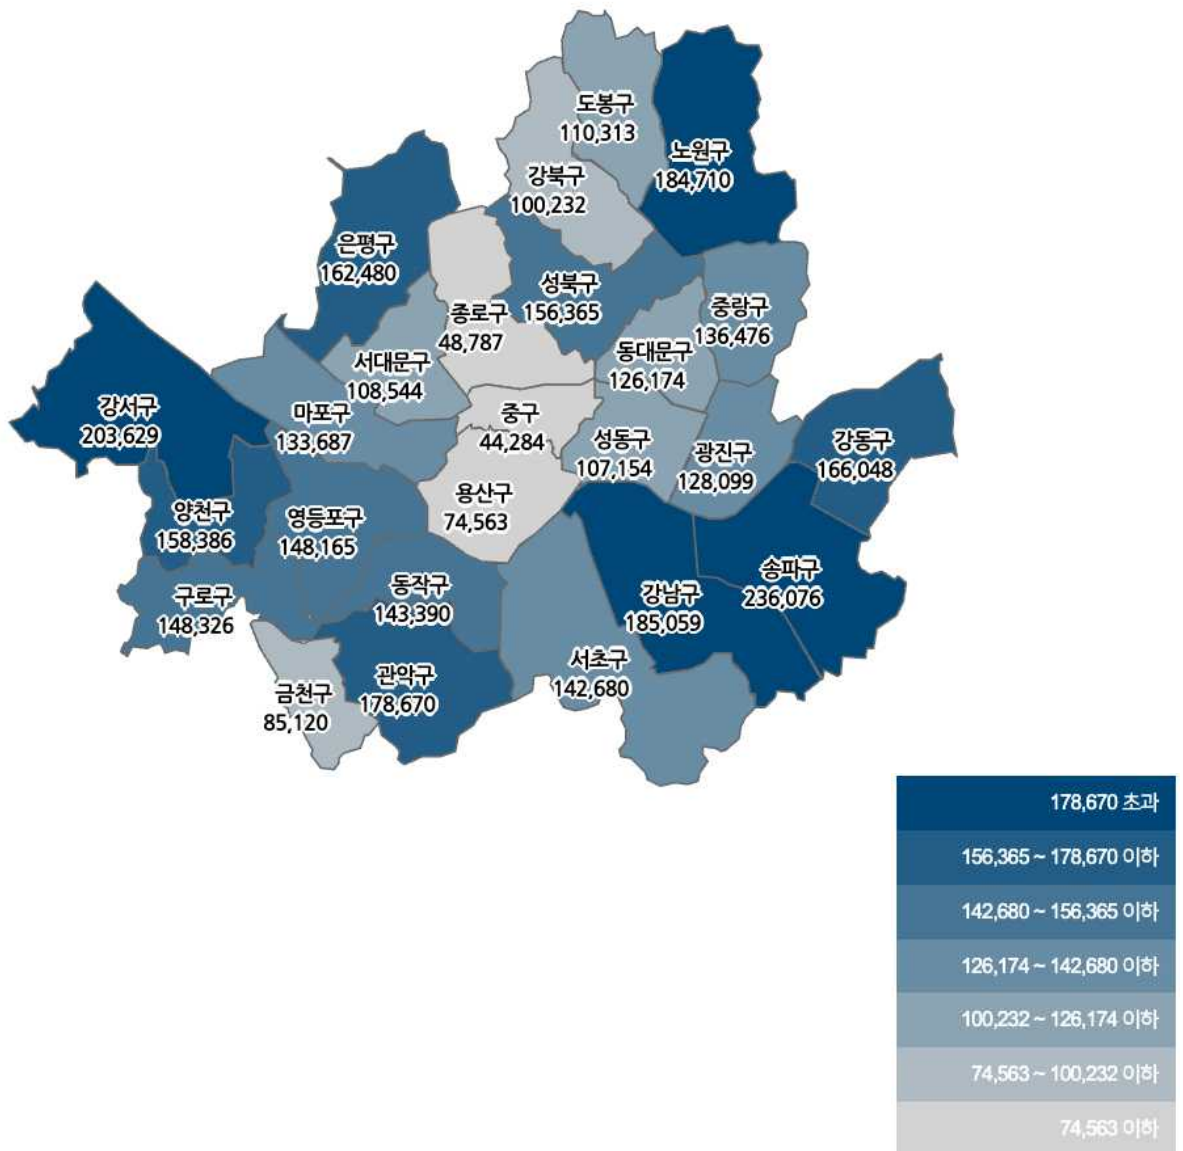 도봉구
110,313
노원구
184,710
강북구
100,232
은평구
162,480
성북구
156,365
중랑구
136,476
종로구
48,787
동대문구
126,174
서대문구
108,544
강서구
203,629
마포구
133,687
중구
44,284
성동구
107,154
광진구
128,099
강동구
166,048
양천구
158,386
영등포구
148,165
용산구
74,563
송파구
236,076
구로구
148,326
동작구
143,390
강남구
185,059
서초구
142,680
관악구
178,670
금천구
85,120
178,670 초과
156,365 ~ 178,670 이하
142,680 ~ 156,365 이하
126,174 ~ 142,680 이하
100,232 ~ 126,174 이하
74,563 ~ 100,232 이하
74,563 이하